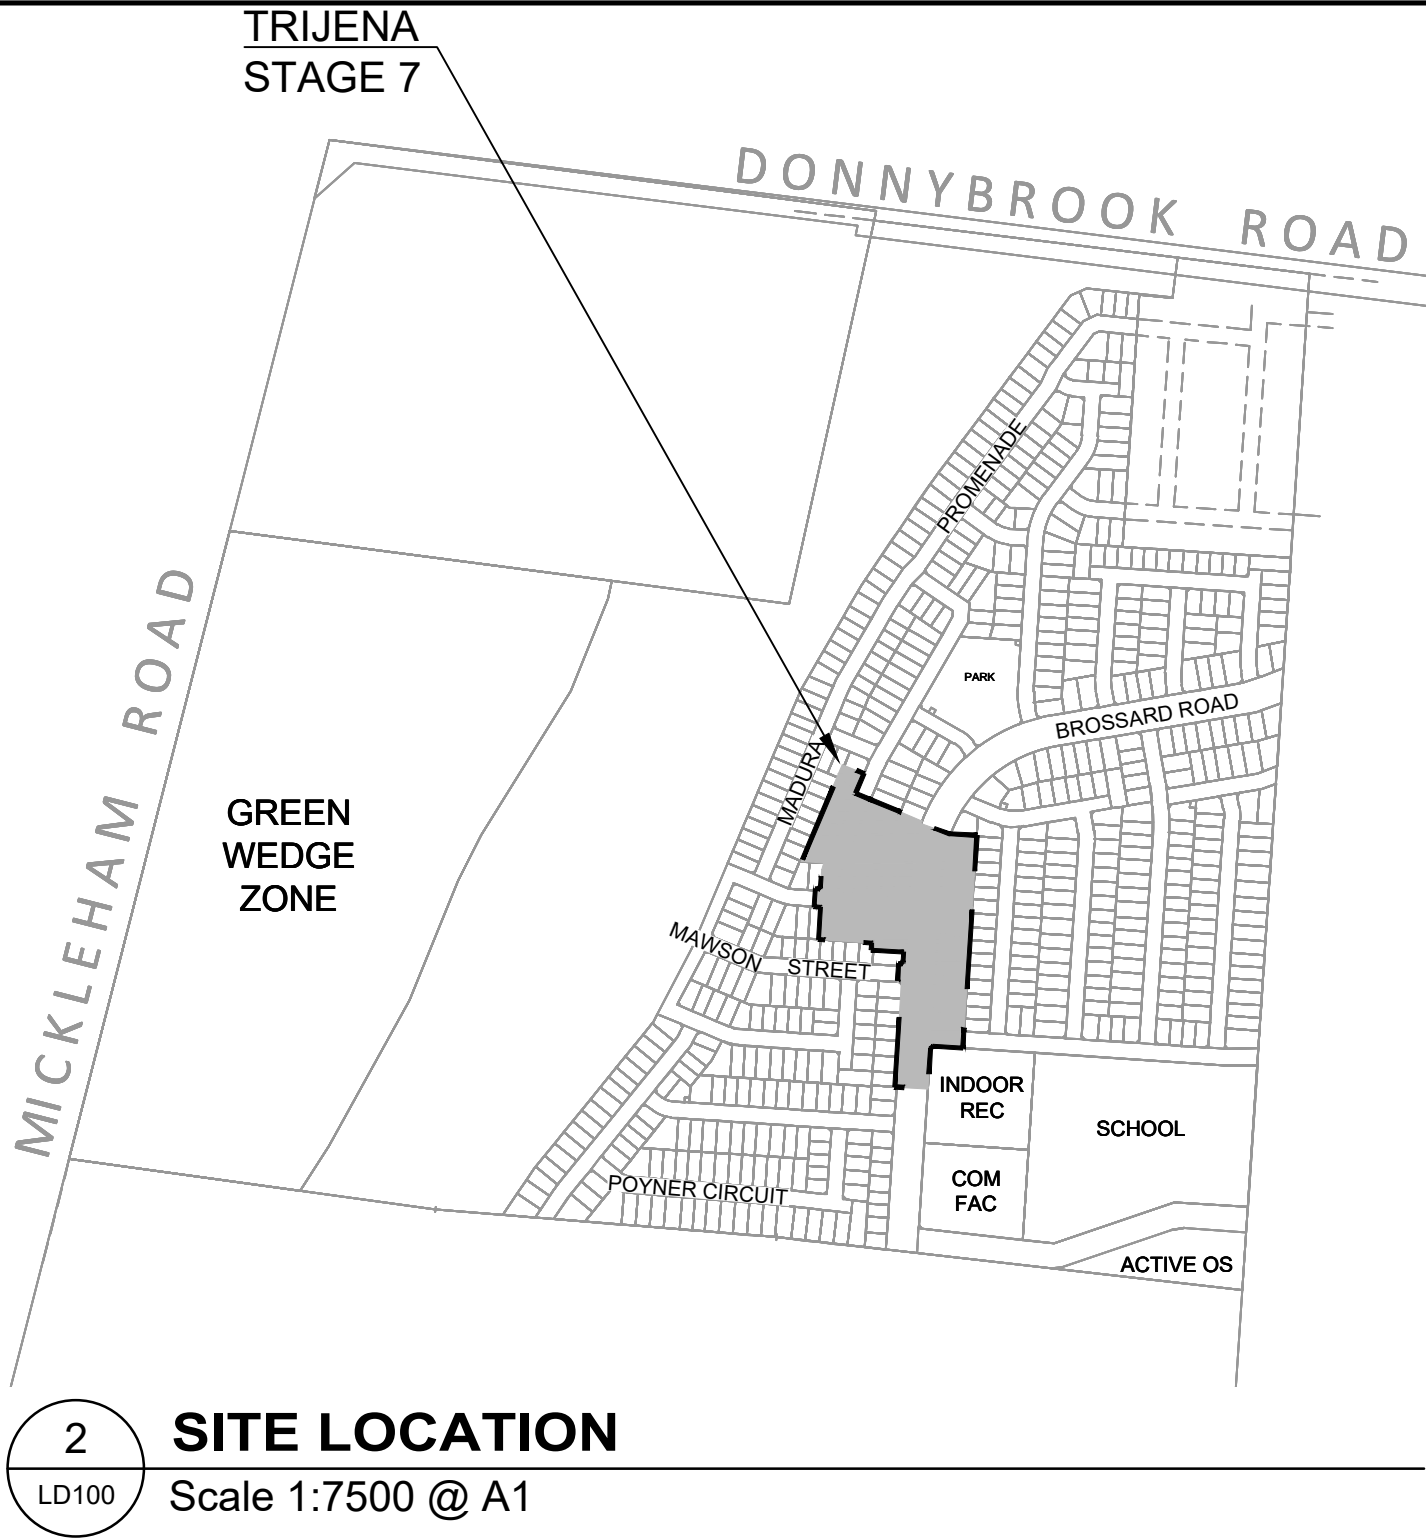 TRIJENA
STAGE 7
DONNYBROOK ROAD
PROMENADE
MICKLEHAM ROAD
PARK
BROSSARD ROAD
MADURA
GREEN
WEDGE
ZONE
MAWSON STREET
INDOOR
REC
SCHOOL
COM
FAC
POYNER CIRCUIT
ACTIVE OS
2
LD100
SITE LOCATION
Scale 1:7500 @ A1